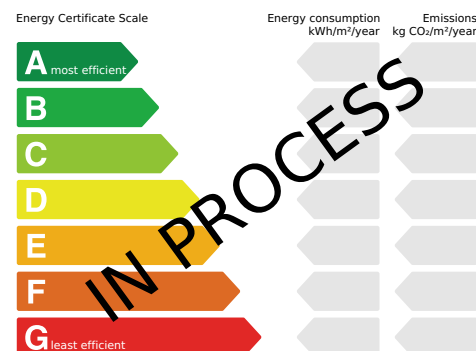 Energy Certificate Scale
Energy consumption
kWh/m²/year
Emissions
kg CO₂/m²/year
A most efficient
B
C
D
E
F
G least efficient
IN PROCESS